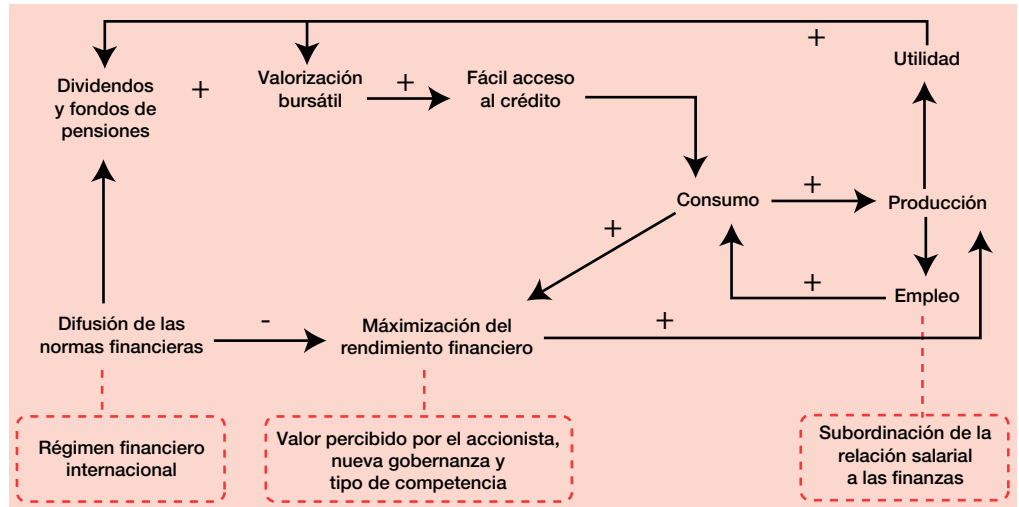 +
Utilidad
Dividendos
y fondos de
pensiones
+
Valorización
bursátil
+
Fácil acceso
al crédito
Consumo
+
Producción
+
+
Empleo
Difusión de las
normas financieras
-
Máximización del
rendimiento financiero
+
Régimen financiero
internacional
Valor percibido por el accionista,
nueva gobernanza y
tipo de competencia
Subordinación de la
relación salarial
a las finanzas